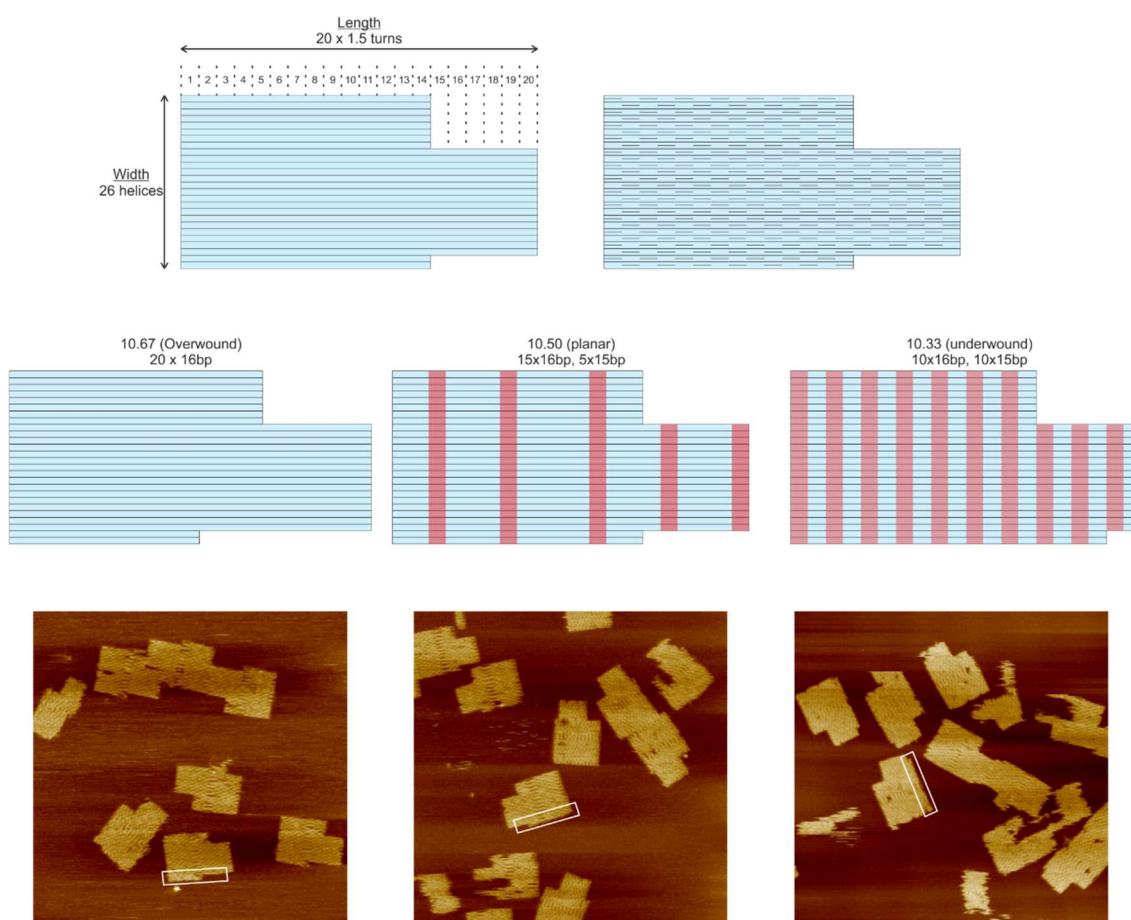 Length
20 x 1.5 turns
1 2 3 4 5 6 7 8 9 10 11 12 13 14 15 16 17 18 19 20
Width
26 helices
10.67 (Overwound)
20 x 16bp
10.50 (planar)
15x16bp, 5x15bp
10.33 (underwound)
10x16bp, 10x15bp